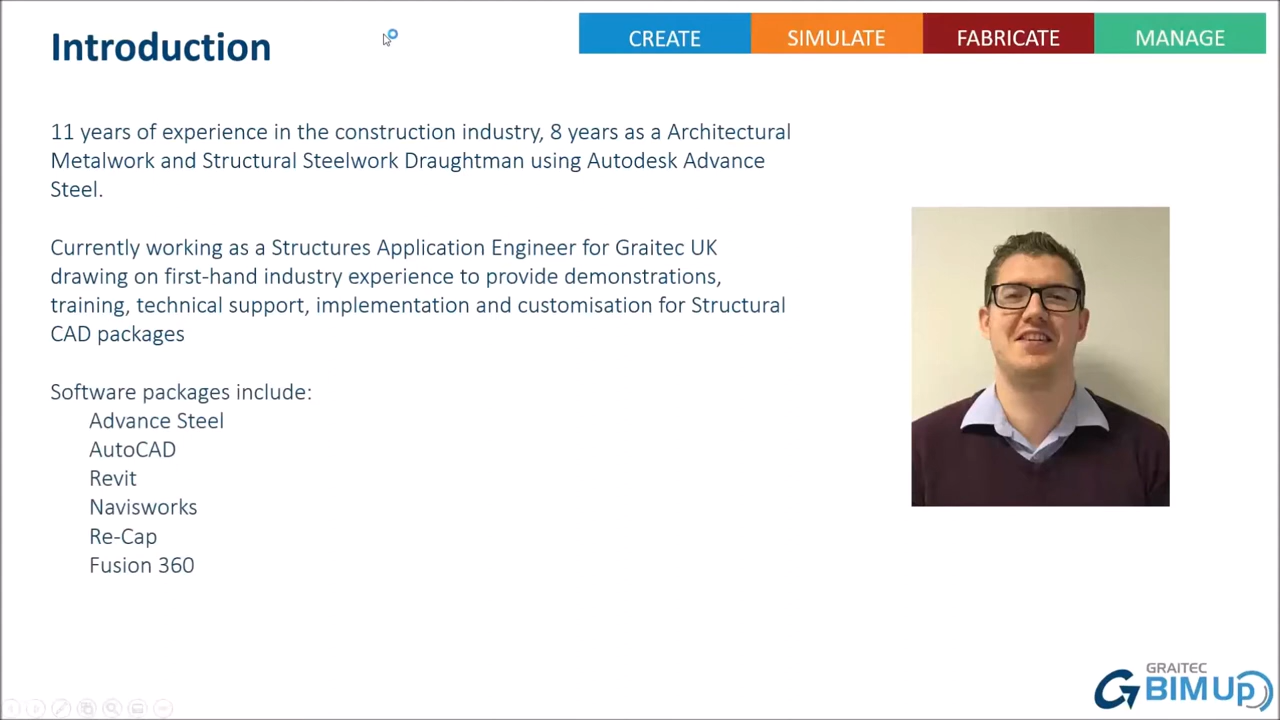 Introduction
CREATE
SIMULATE
FABRICATE
MANAGE
11 years of experience in the construction industry, 8 years as a Architectural
Metalwork and Structural Steelwork Draughtman using Autodesk Advance
Steel.
Currently working as a Structures Application Engineer for Graitec UK
drawing on first-hand industry experience to provide demonstrations,
training, technical support, implementation and customisation for Structural
CAD packages
Software packages include:
Advance Steel
AutoCAD
Revit
Navisworks
Re-Cap
Fusion 360
GRAITEC
BIM Up